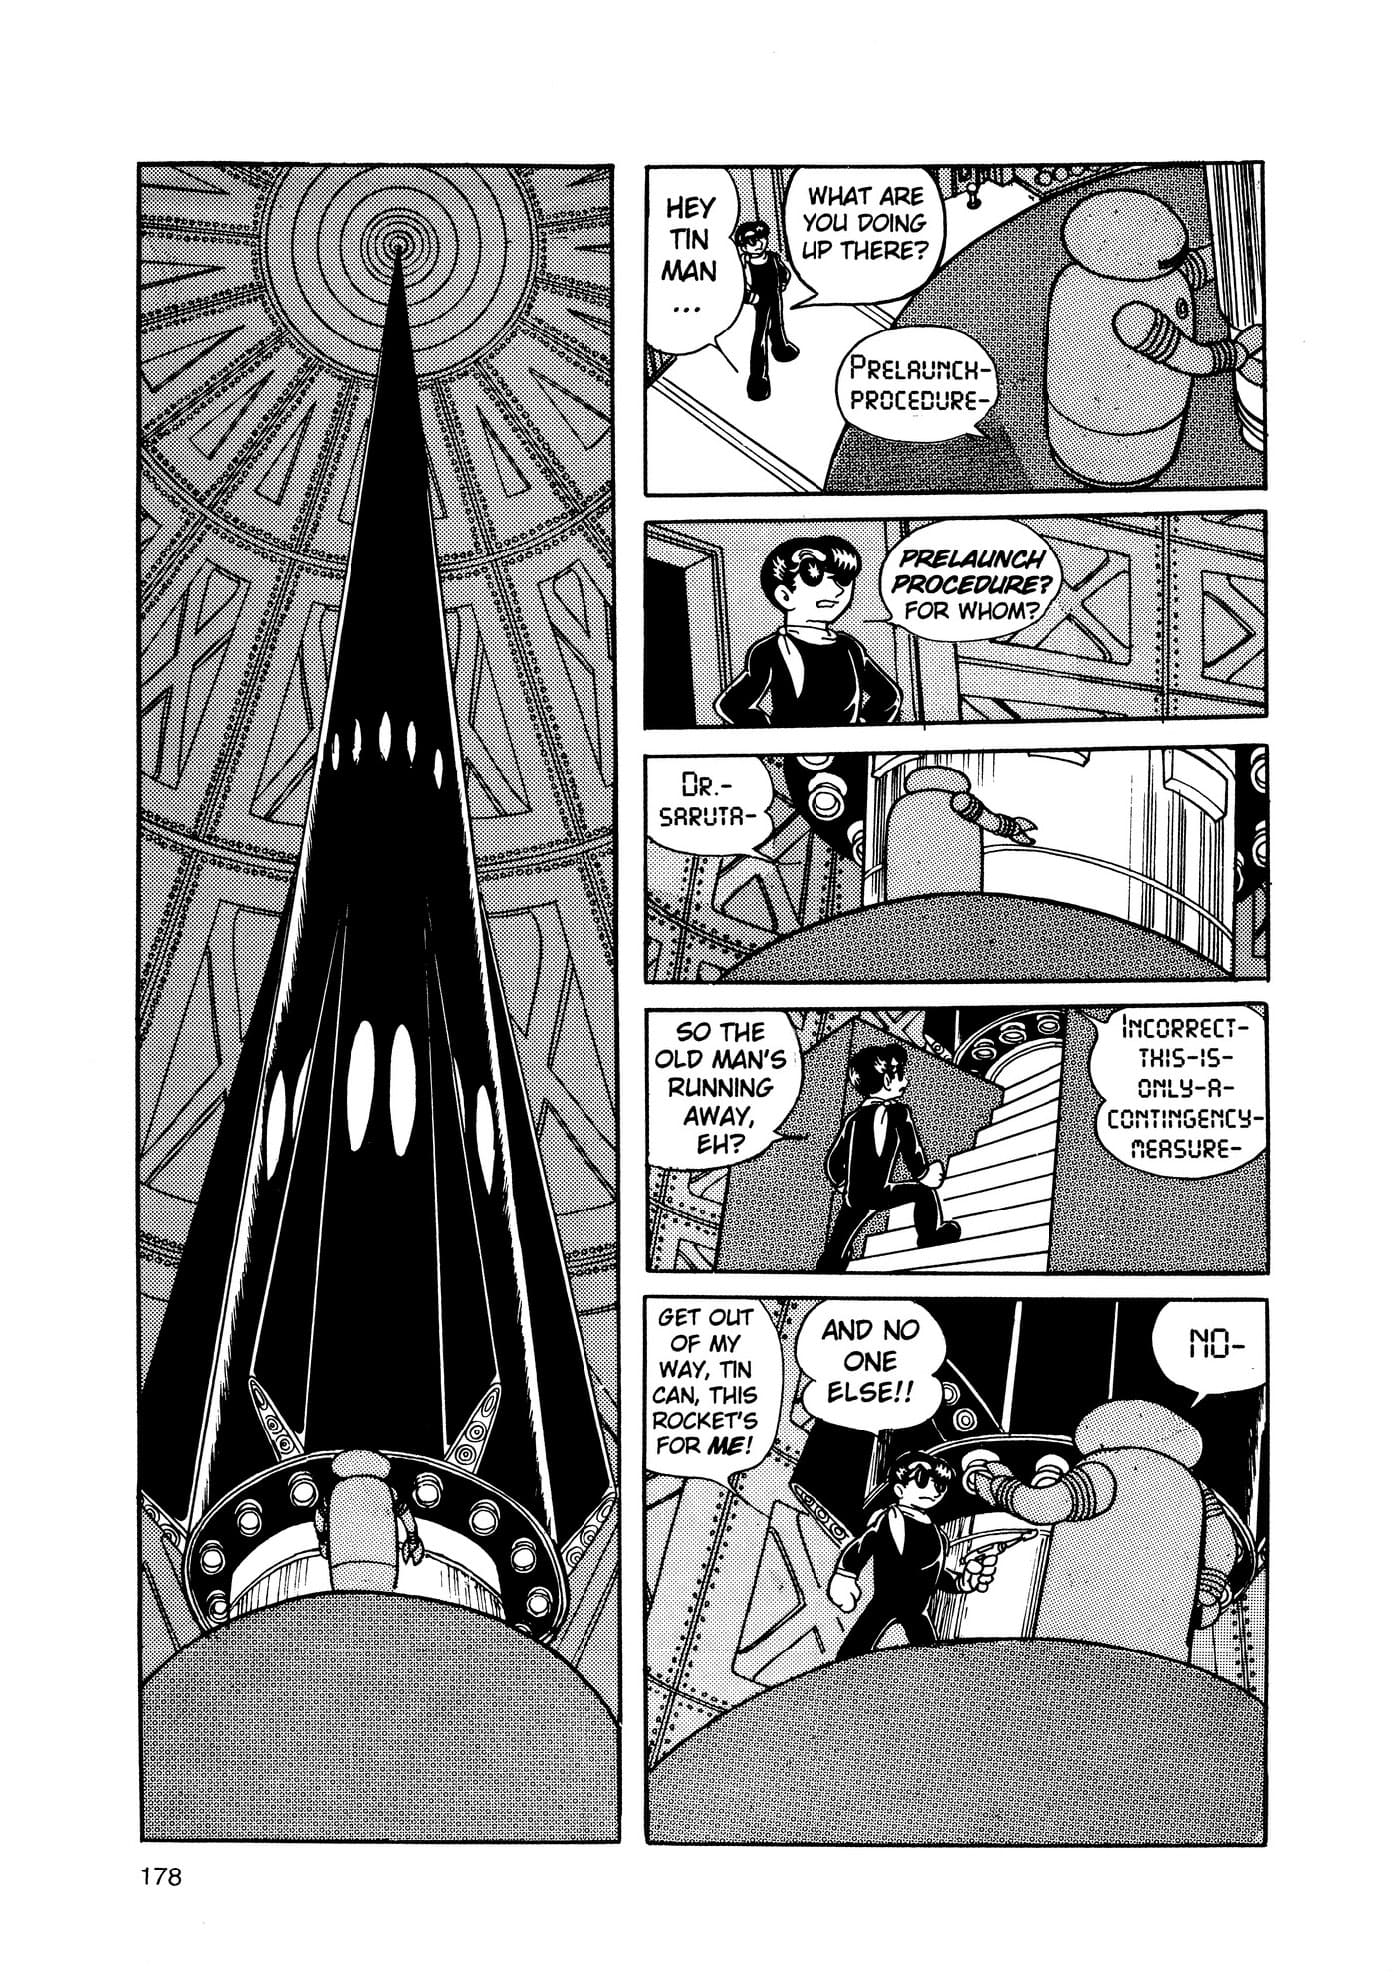 HEY
TIN
MAN
...
WHAT ARE
YOU DOING
UP THERE?
PRELAUNCH-
PROCEDURE-
PRELAUNCH
PROCEDURE?
FOR WHOM?
DR.-
SARUTA-
SO THE
OLD MAN'S
RUNNING
AWAY,
EH?
INCORRECT-
THIS-IS-
ONLY-A-
CONTINGENCY-
MEASURE-
GET OUT
OF MY
WAY, TIN
CAN, THIS
ROCKET'S
FOR ME!
AND NO
ONE
ELSE!!
NO-
178